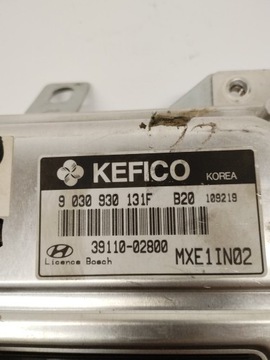 KEFICO KOREA
9 030 930 131F B20 109219
39110-02800
Licence Bosch MXE1IN02